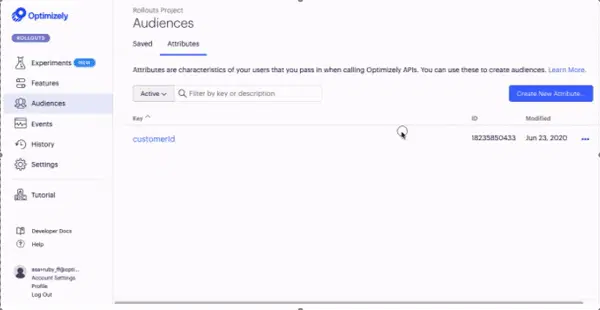 Optimizely
ROLLOUTS
Experiments NEW
Features
Audiences
Events
History
Settings
Tutorial
Developer Docs
Help
Account Settings
Profile
Log Out
Rollouts Project
Audiences
Saved Attributes
Attributes are characteristics of your users that you pass in when calling Optimizely APIs. You can use these to create audiences. Learn More.
Active Filter by key or description Create New Attribute...
Key ID Modified
customerId 18235850433 Jun 23, 2020